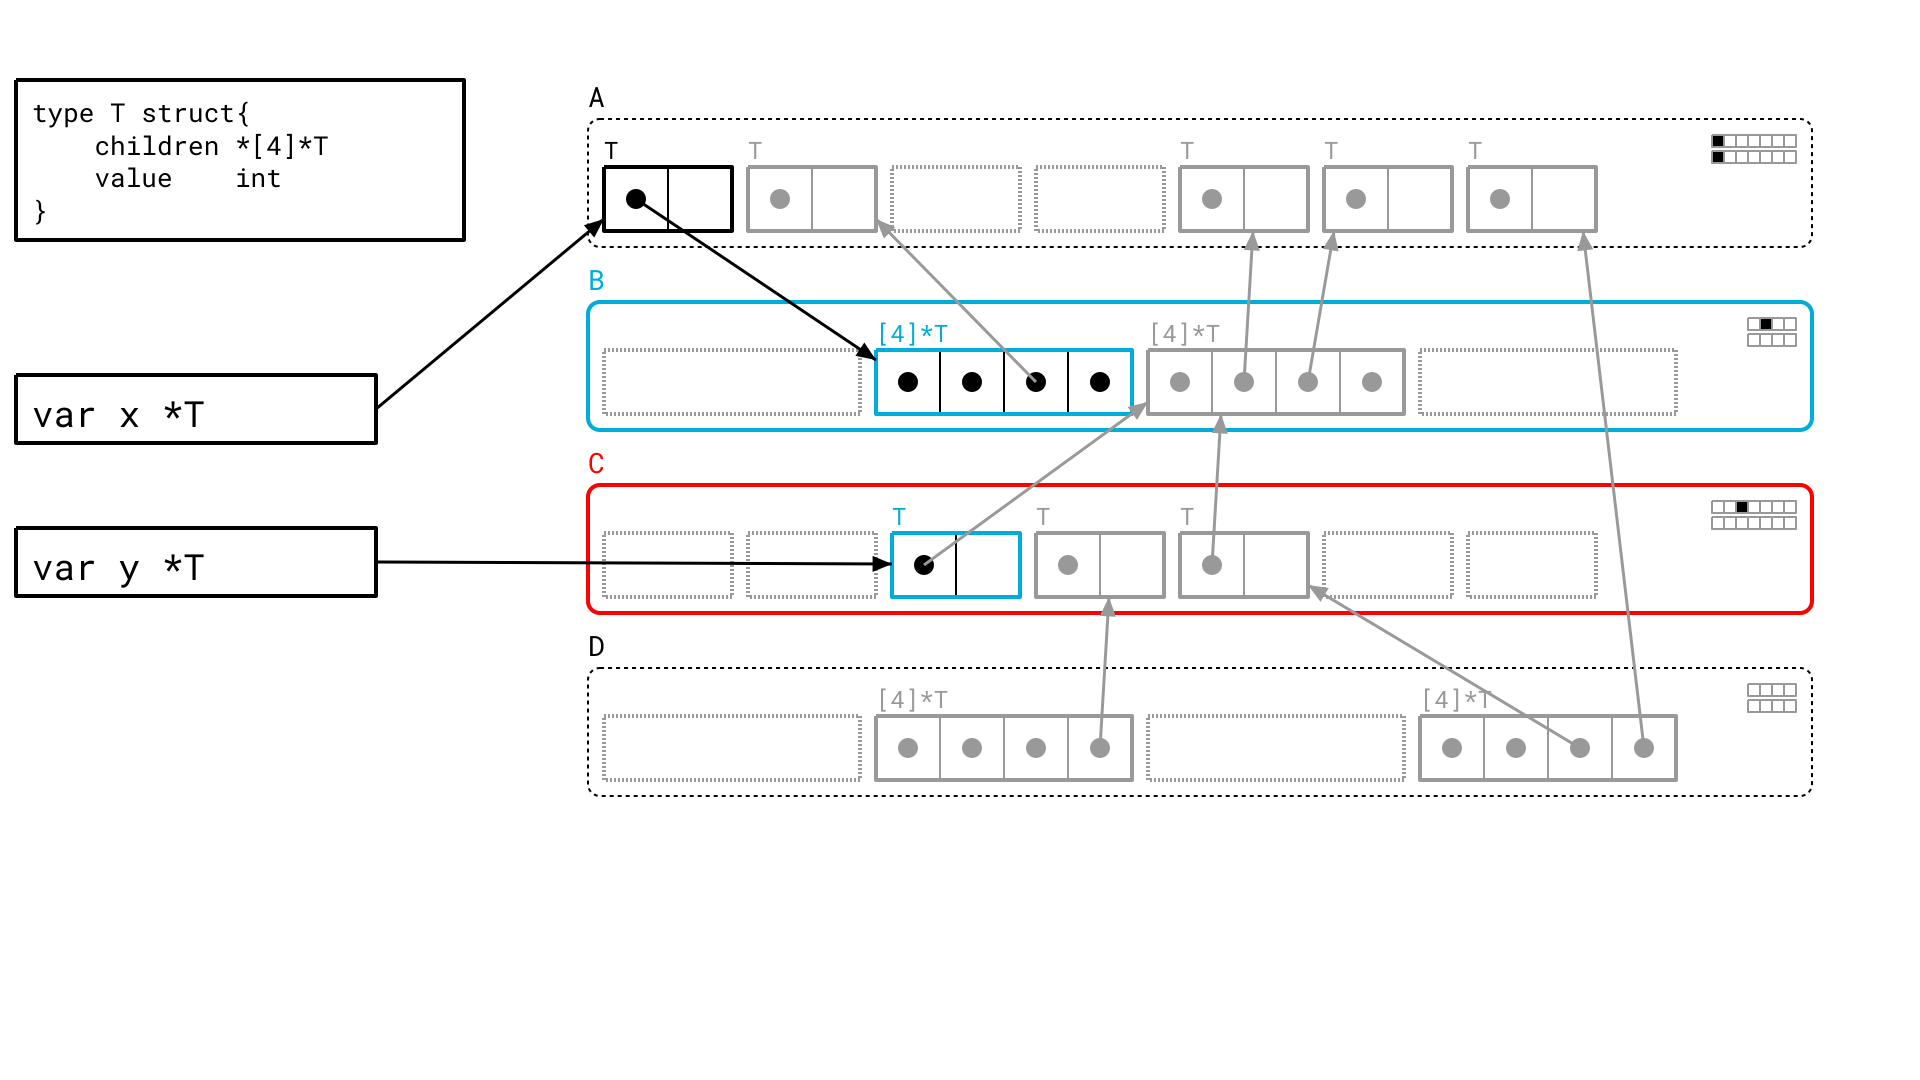 type T struct{
    children *[4]*T
    value    int
}
var x *T
var y *T
A
T T T T T
B
[4]*T [4]*T
C
T T T
D
[4]*T [4]*T